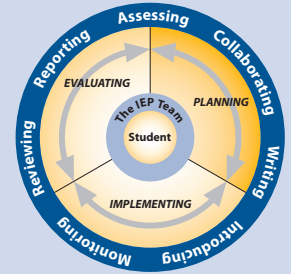 Assessing
Collaborating
Writing
Introducing
Monitoring
Reviewing
Reporting
EVALUATING
PLANNING
IMPLEMENTING
The IEP Team
Student